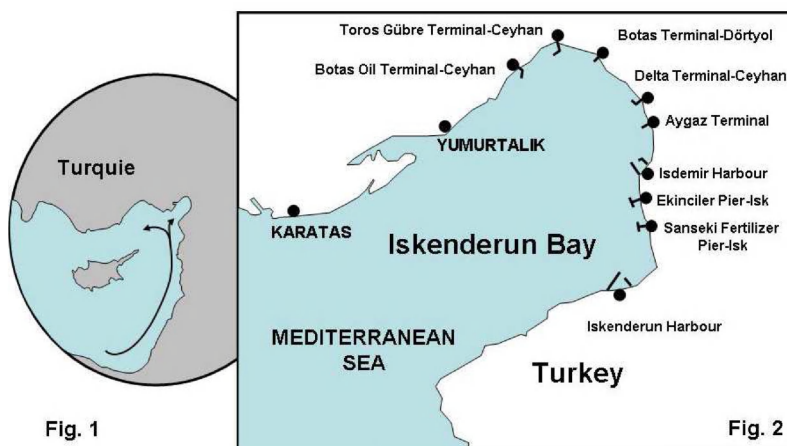 Turquie
Fig. 1
Toros Gübre Terminal-Ceyhan
Botas Oil Terminal-Ceyhan
Botas Terminal-Dörtyol
Delta Terminal-Ceyhan
Aygaz Terminal
YUMURTALIK
Isdemir Harbour
Ekinciler Pier-Isk
KARATAS
Sanseki Fertilizer
Pier-Isk
Iskenderun Bay
Iskenderun Harbour
MEDITERRANEAN
SEA
Turkey
Fig. 2